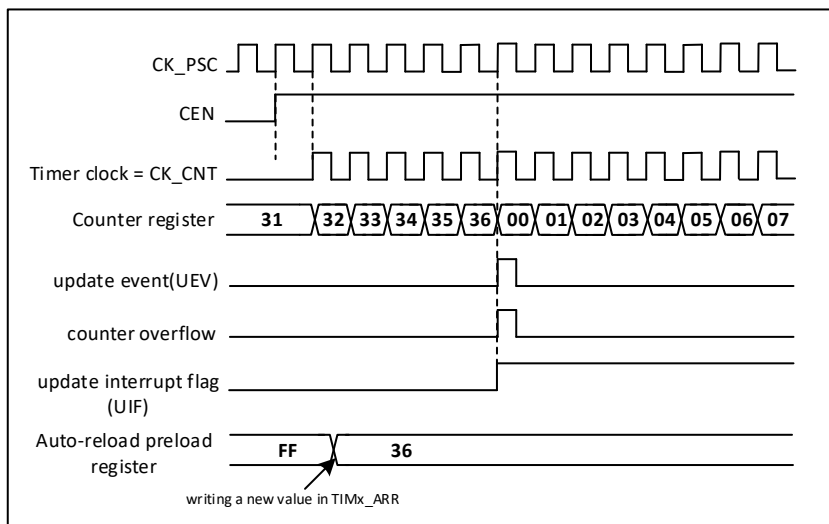 CK_PSC
CEN
Timer clock = CK_CNT
Counter register 31 32 33 34 35 36 00 01 02 03 04 05 06 07
update event(UEV)
counter overflow
update interrupt flag
(UIF)
Auto-reload preload
register
FF 36
writing a new value in TIMx_ARR